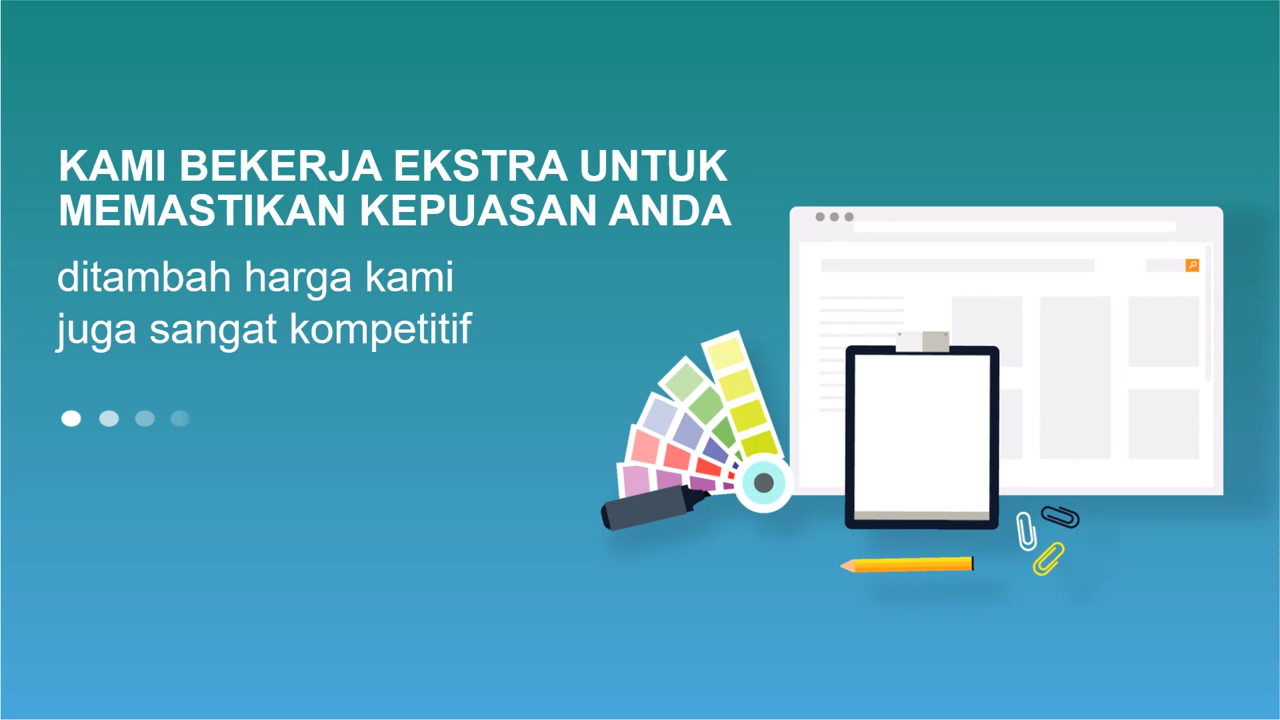 KAMI BEKERJA EKSTRA UNTUK
MEMASTIKAN KEPUASAN ANDA
ditambah harga kami
juga sangat kompetitif